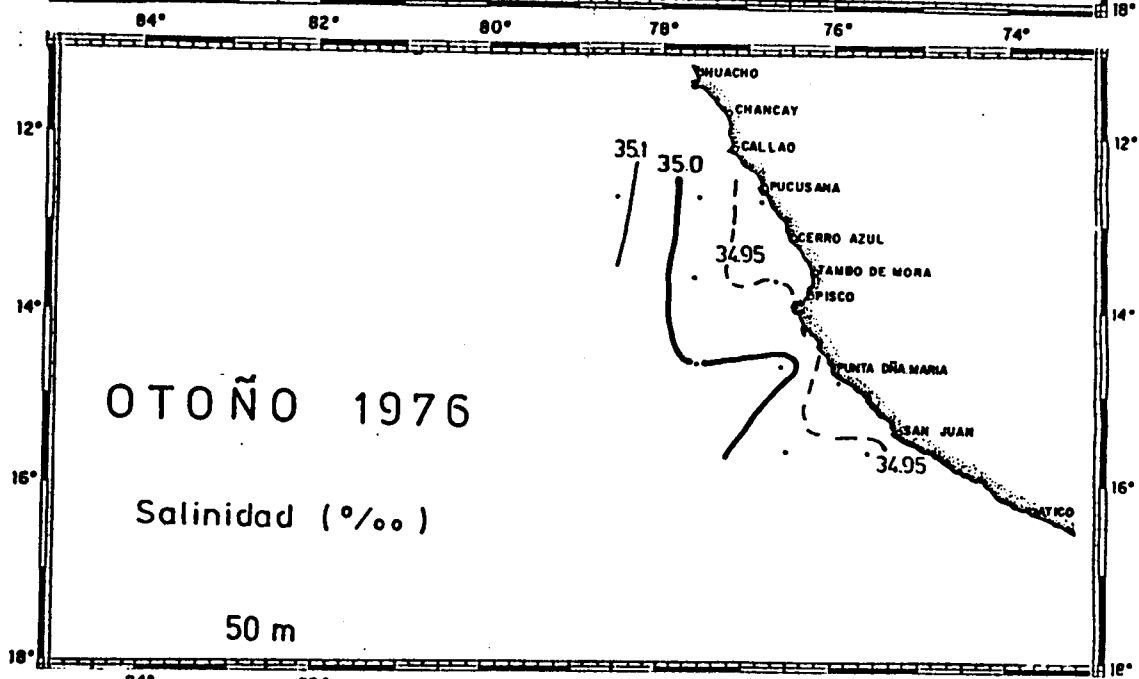 18°
84° 82° 80° 78° 76° 74°
HUACHO
CHANCAY
12° 12°
CALLAO
35.1 35.0
PUCUSANA
CERRO AZUL
34.95
TAMBO DE MORA
PISCO
14° 14°
PUNTA DÑA. MARIA
OTOÑO 1976
SAN JUAN
34.95
16° 16°
ATICO
Salinidad (°/oo)
50 m
18° 18°
84°